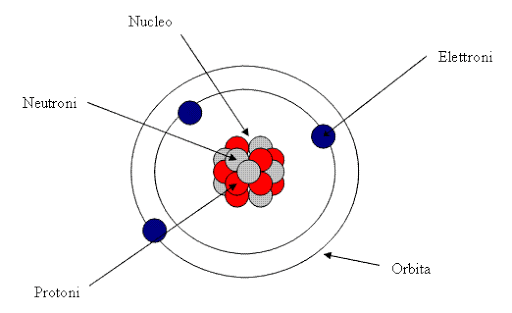 Nucleo
Elettroni
Neutroni
Orbita
Protoni